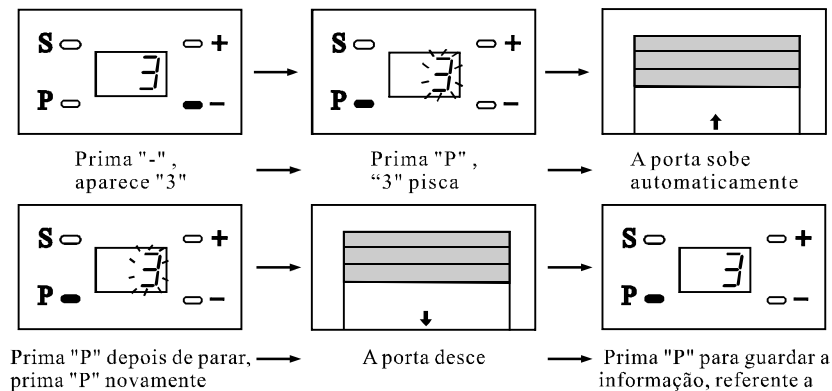 S + 3 P -
S + 3 P -
Prima "-" ,
aparece "3"
Prima "P" ,
“3” pisca
A porta sobe
automaticamente
S + 3 P -
S + 3 P -
Prima "P" depois de parar,
prima "P" novamente
A porta desce
Prima "P" para guardar a
informação, referente a